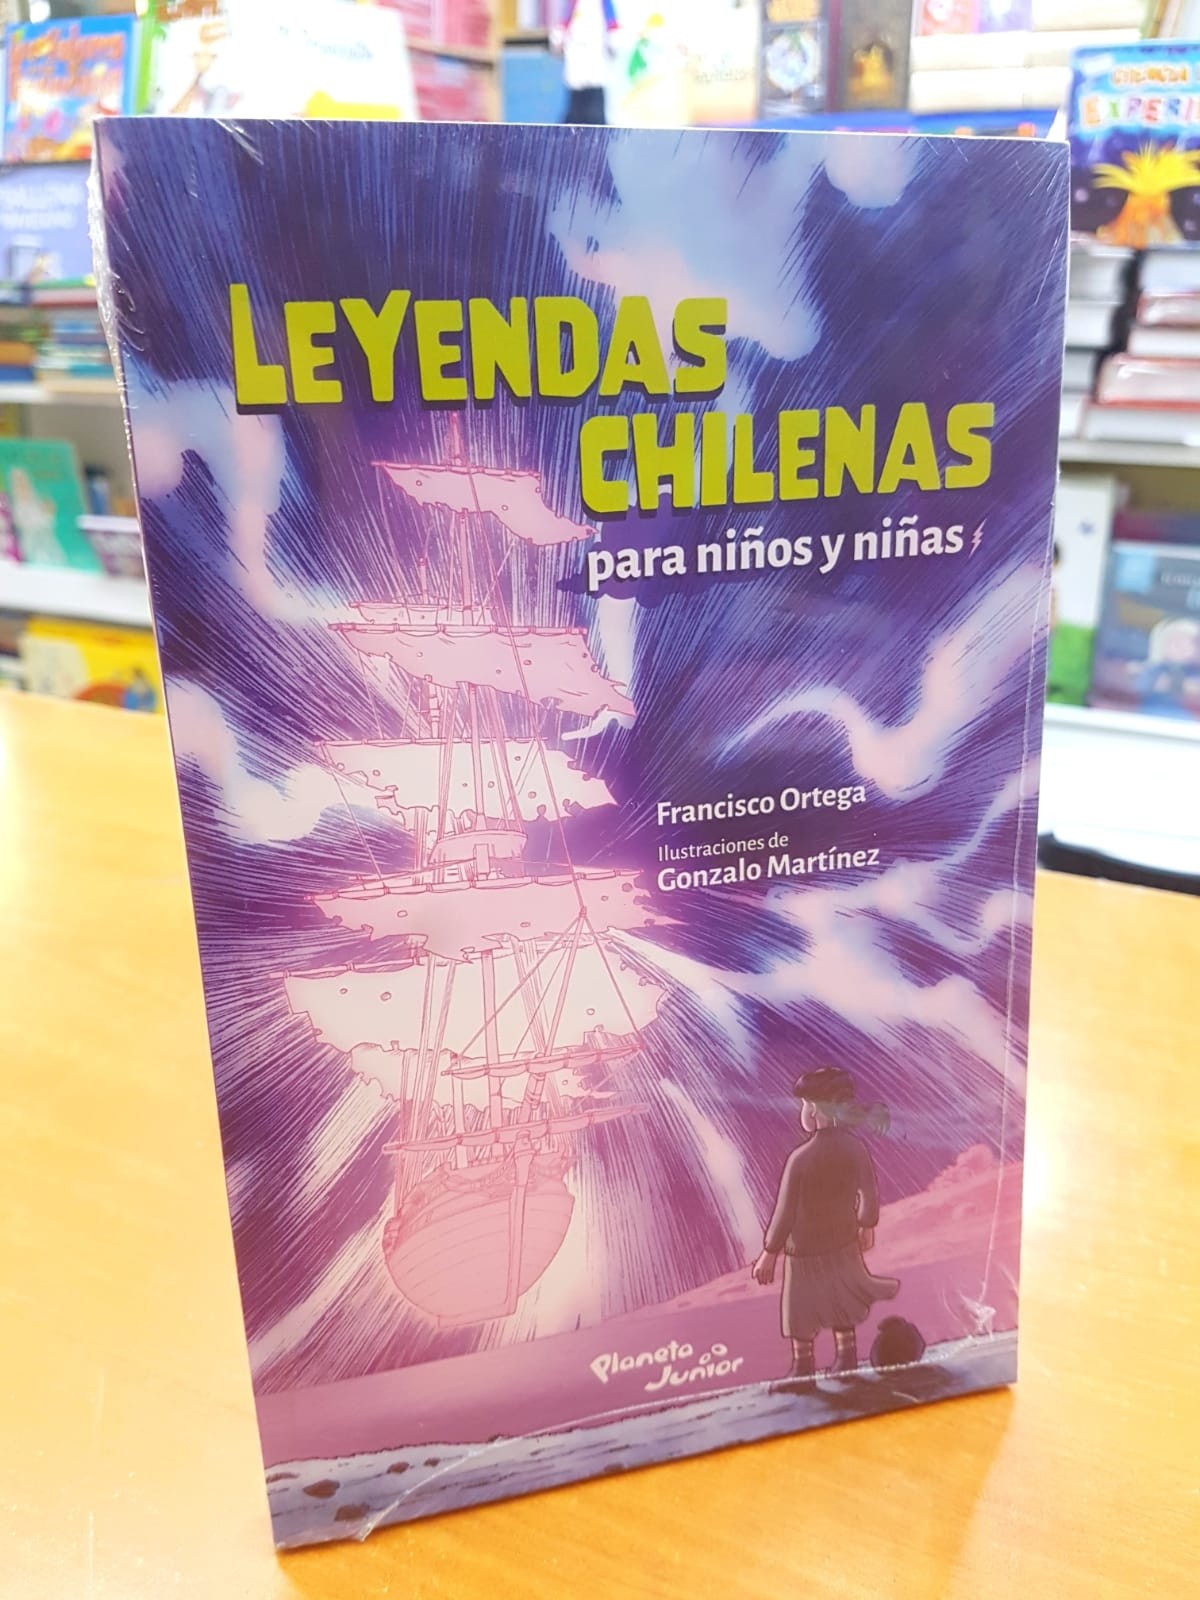 LEYENDAS
CHILENAS
para niños y niñas
Francisco Ortega
Ilustraciones de
Gonzalo Martínez
Planeta
Junior